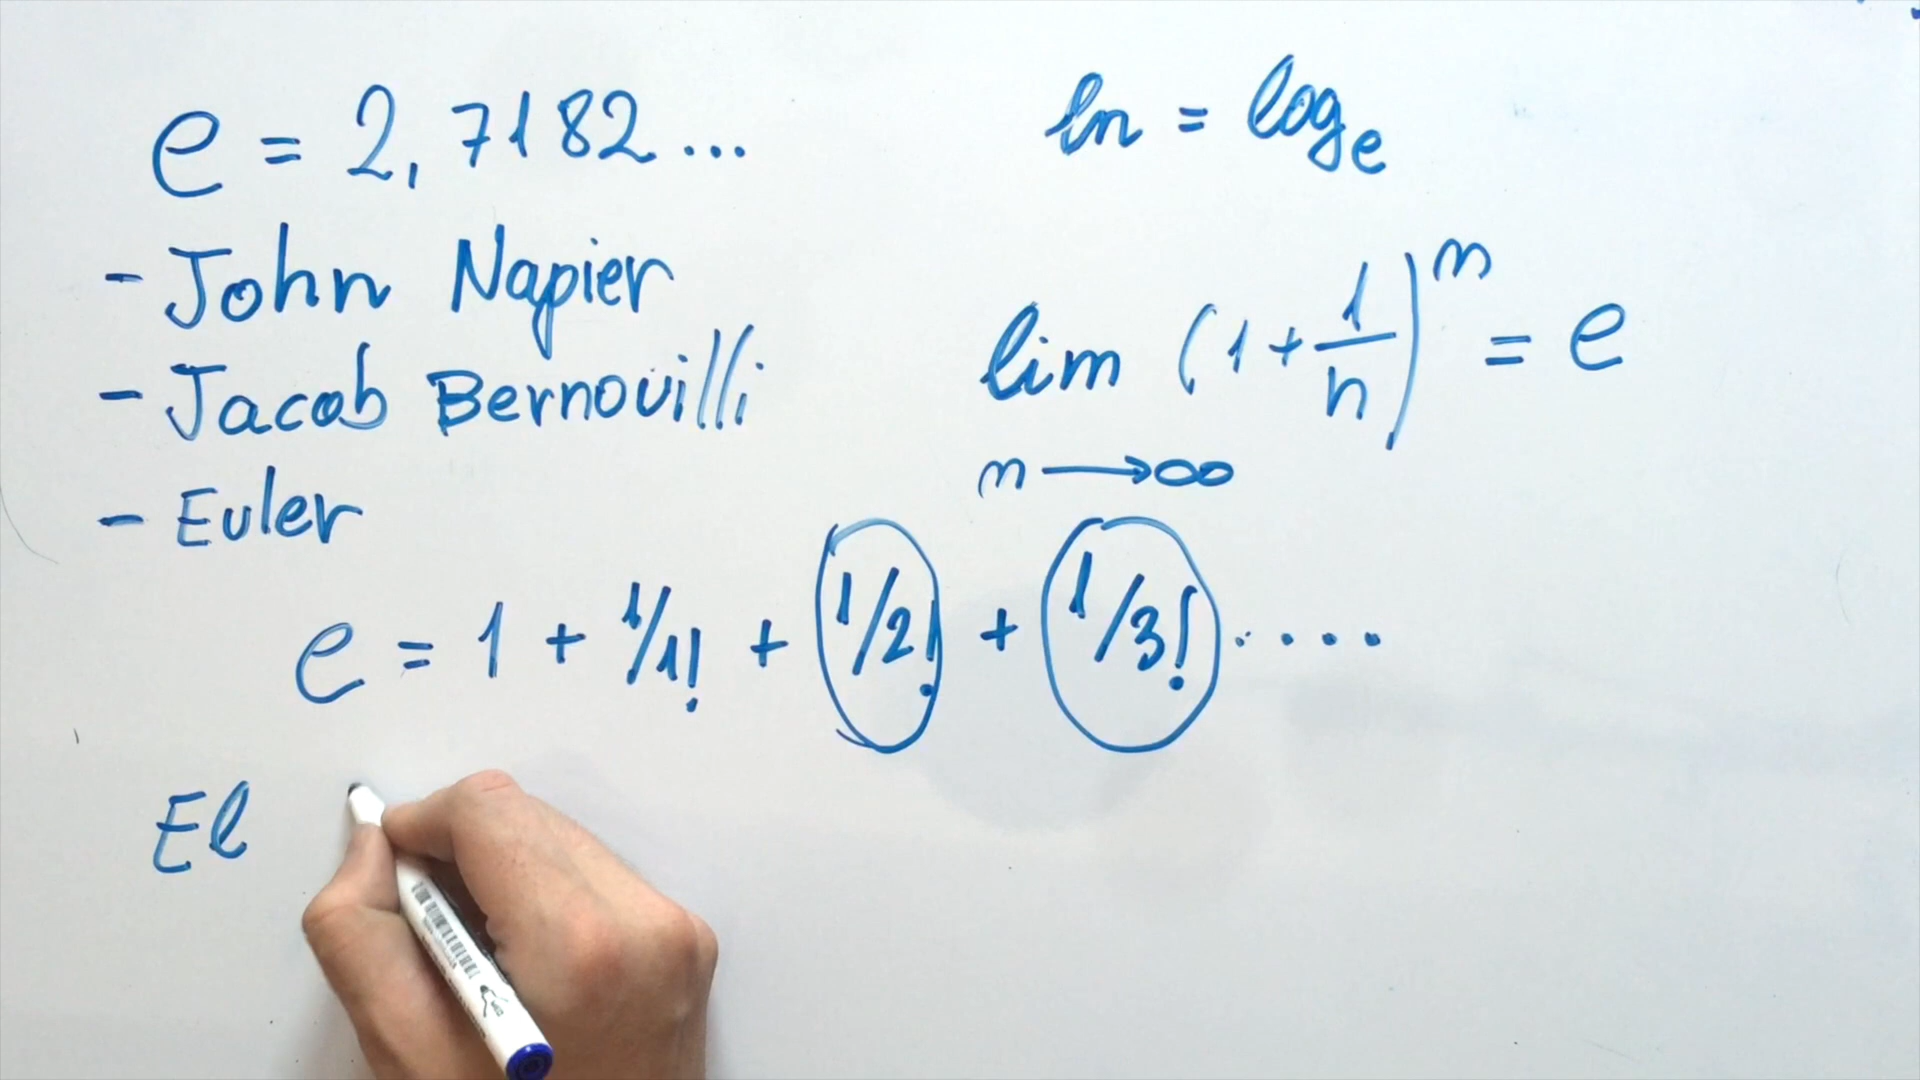 e = 2,7182...
- John Napier
- Jacob Bernouilli
- Euler
ln = log_e
lim (1 + 1/n)^n = e
n → ∞
e = 1 + 1/1! + 1/2! + 1/3! ....
El